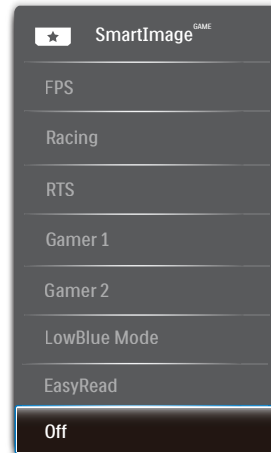 SmartImage GAME
FPS
Racing
RTS
Gamer 1
Gamer 2
LowBlue Mode
EasyRead
Off